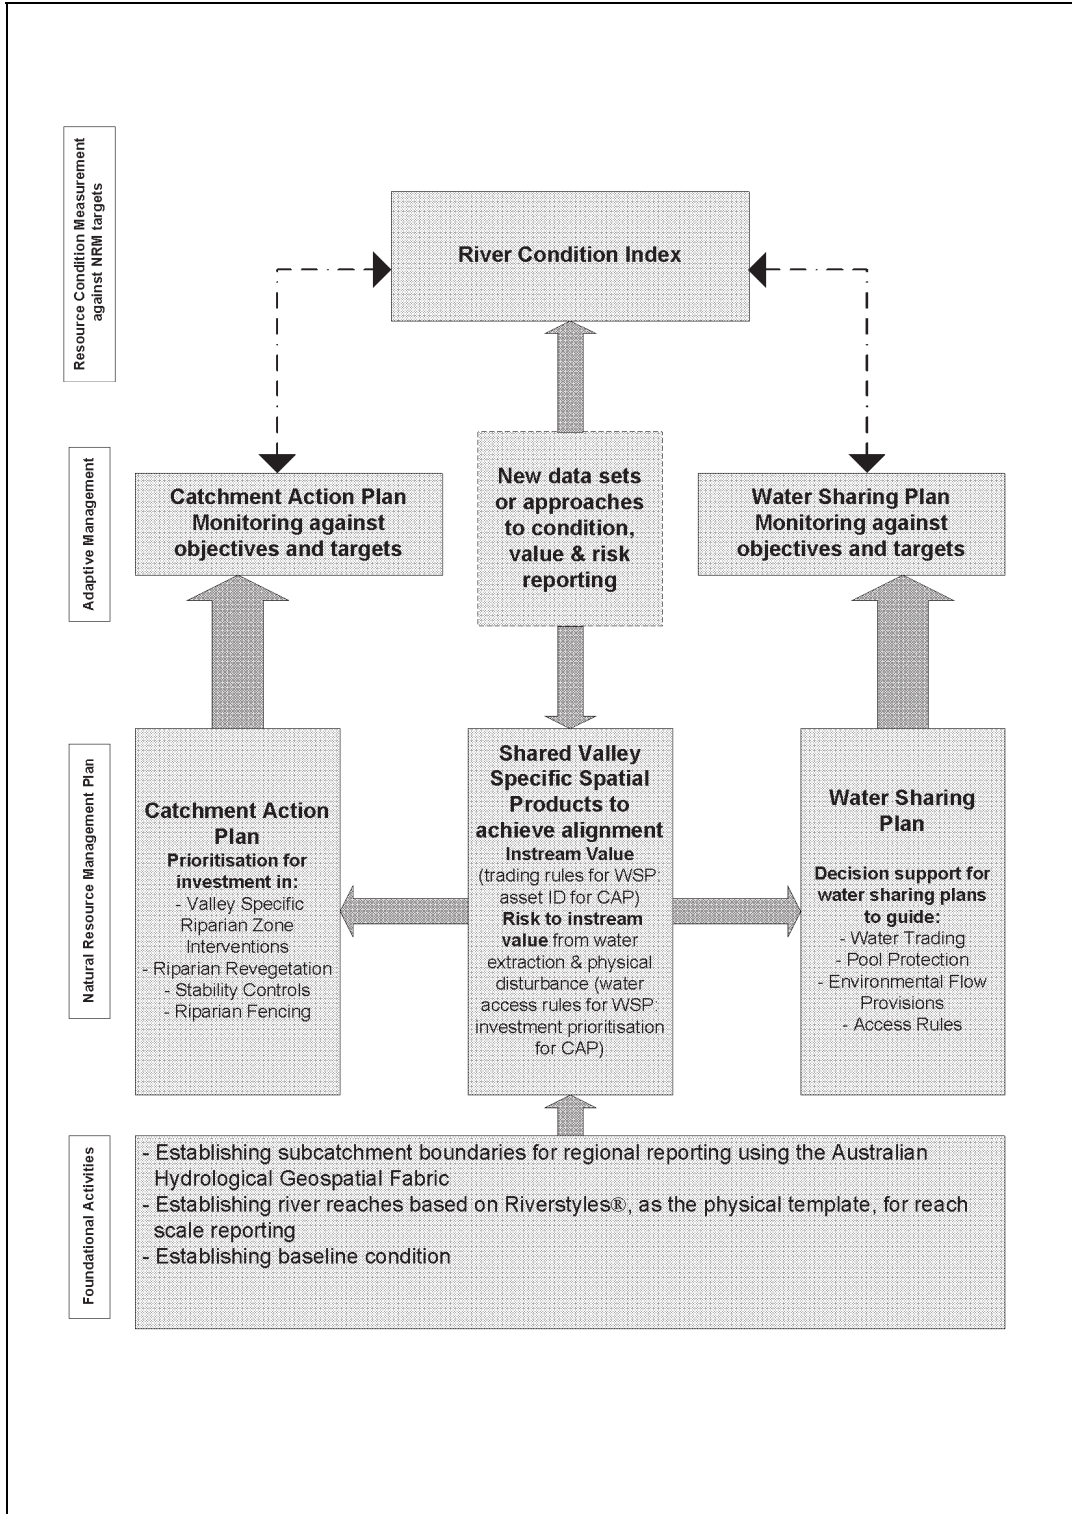 Resource Condition Measurement
against NRM targets
River Condition Index
Adaptive Management
Catchment Action Plan
Monitoring against
objectives and targets
New data sets
or approaches
to condition,
value & risk
reporting
Water Sharing Plan
Monitoring against
objectives and targets
Natural Resource Management Plan
Catchment Action
Plan
Prioritisation for
investment in:
- Valley Specific
Riparian Zone
Interventions
- Riparian Revegetation
- Stability Controls
- Riparian Fencing
Shared Valley
Specific Spatial
Products to
achieve alignment
Instream Value
(trading rules for WSP:
asset ID for CAP)
Risk to instream
value from water
extraction & physical
disturbance (water
access rules for WSP:
investment prioritisation
for CAP)
Water Sharing
Plan
Decision support for
water sharing plans
to guide:
- Water Trading
- Pool Protection
- Environmental Flow
Provisions
- Access Rules
Foundational Activities
- Establishing subcatchment boundaries for regional reporting using the Australian
Hydrological Geospatial Fabric
- Establishing river reaches based on Riverstyles®, as the physical template, for reach
scale reporting
- Establishing baseline condition